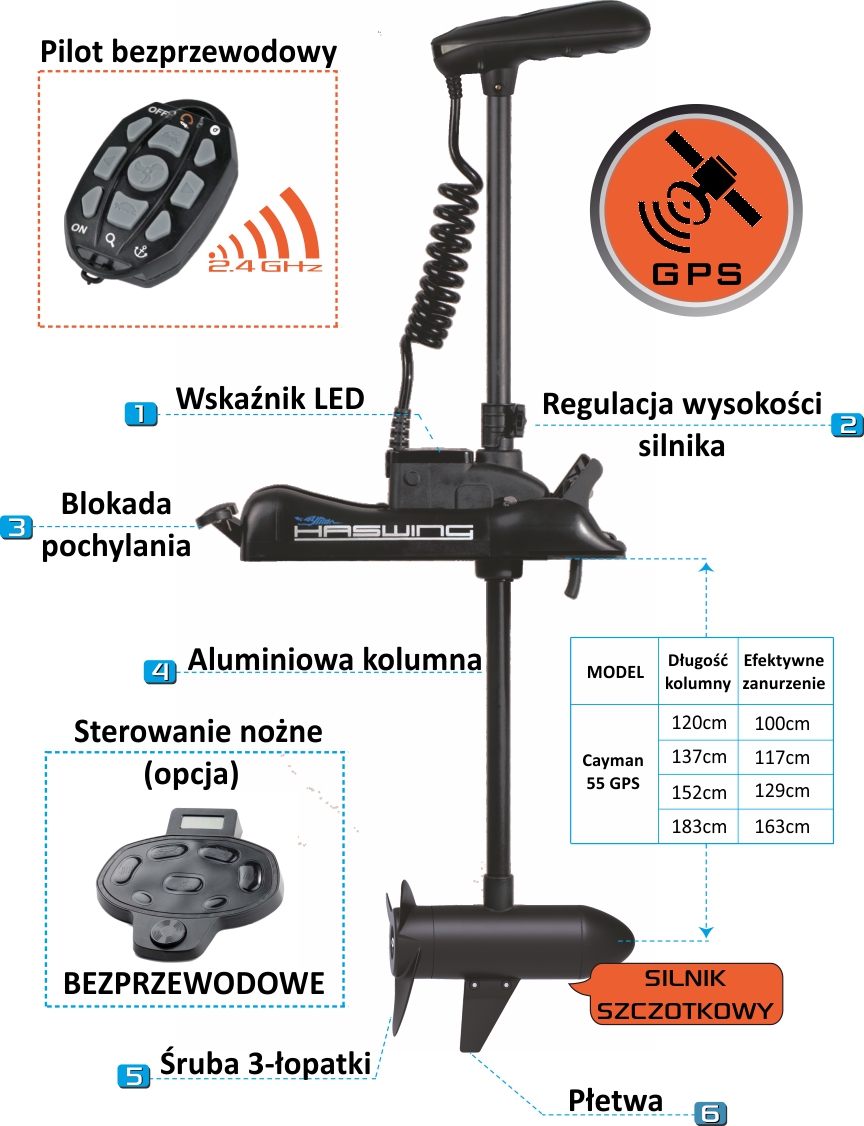 Pilot bezprzewodowy
OFF
ON
2.4 GHz
GPS
1
Wskaźnik LED
Regulacja wysokości
silnika
2
3
Blokada
pochylania
HASWING
4
Aluminiowa kolumna
MODEL
Długość
kolumny
Efektywne
zanurzenie
Cayman
55 GPS
120cm 100cm
137cm 117cm
152cm 129cm
183cm 163cm
Sterowanie nożne
(opcja)
BEZPRZEWODOWE
SILNIK
SZCZOTKOWY
5
Śruba 3-łopatki
Płetwa
6